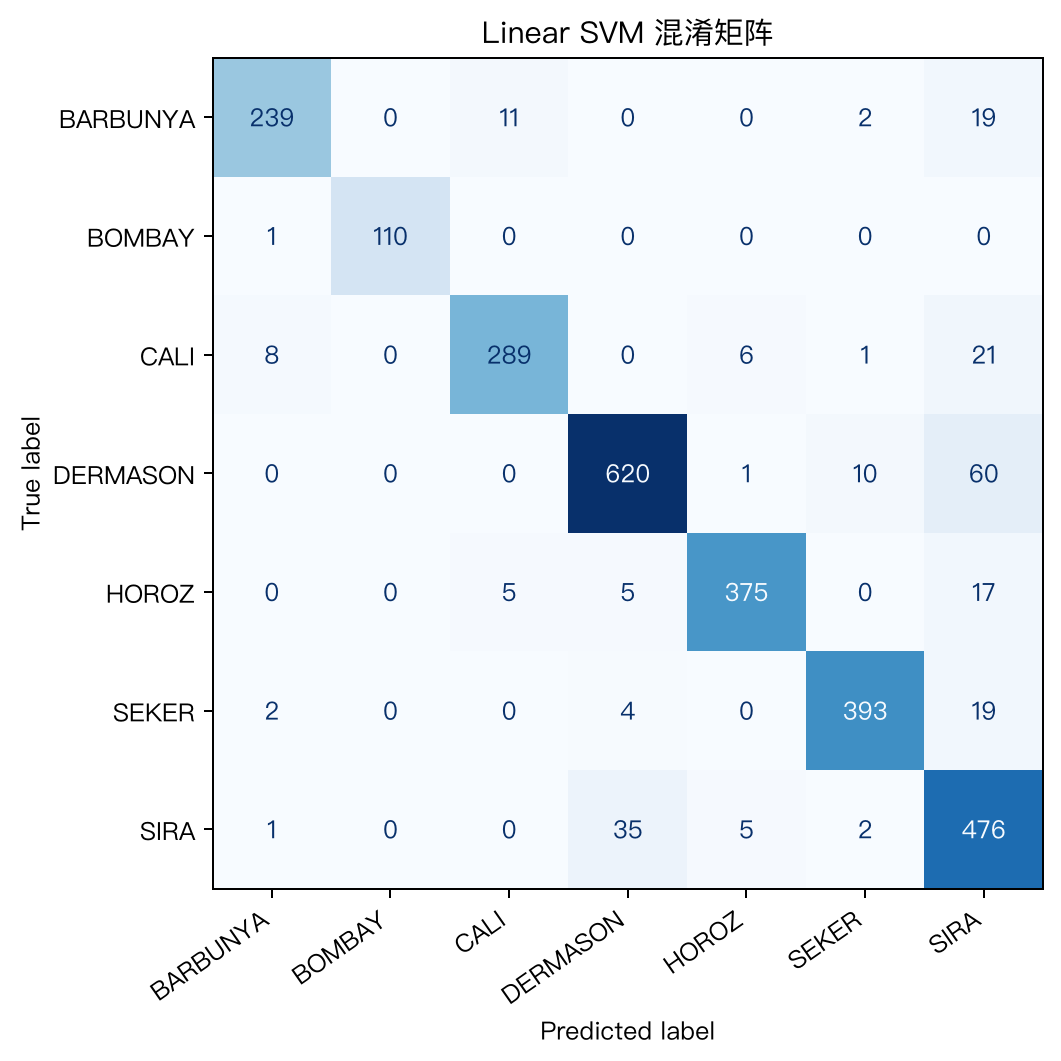 Linear SVM 混淆矩阵
BARBUNYA 239 0 11 0 0 2 19
BOMBAY 1 110 0 0 0 0 0
CALI 8 0 289 0 6 1 21
DERMASON 0 0 0 620 1 10 60
HOROZ 0 0 5 5 375 0 17
SEKER 2 0 0 4 0 393 19
SIRA 1 0 0 35 5 2 476
True label
BARBUNYA BOMBAY CALI DERMASON HOROZ SEKER SIRA
Predicted label